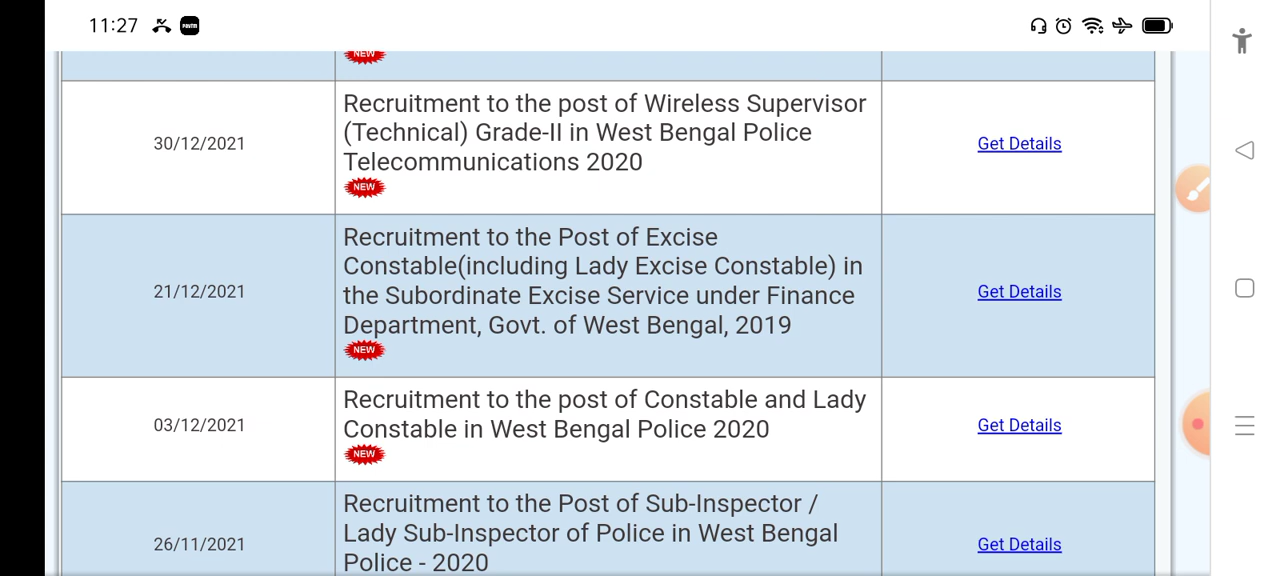 11:27
paytm
NEW
30/12/2021
Recruitment to the post of Wireless Supervisor
(Technical) Grade-II in West Bengal Police
Telecommunications 2020
NEW
Get Details
21/12/2021
Recruitment to the Post of Excise
Constable(including Lady Excise Constable) in
the Subordinate Excise Service under Finance
Department, Govt. of West Bengal, 2019
NEW
Get Details
03/12/2021
Recruitment to the post of Constable and Lady
Constable in West Bengal Police 2020
NEW
Get Details
26/11/2021
Recruitment to the Post of Sub-Inspector /
Lady Sub-Inspector of Police in West Bengal
Police - 2020
Get Details